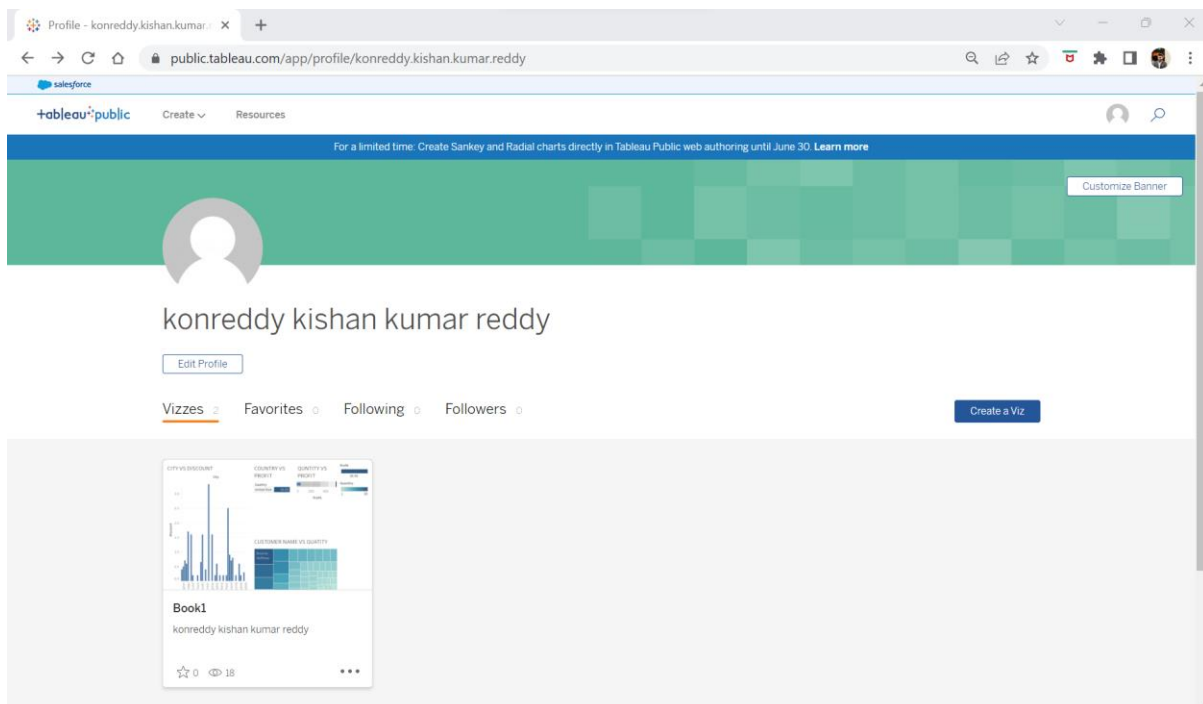 Profile - konreddy.kishan.kumar.
public.tableau.com/app/profile/konreddy.kishan.kumar.reddy
salesforce
+ableau public Create Resources
For a limited time: Create Sankey and Radial charts directly in Tableau Public web authoring until June 30. Learn more
Customize Banner
konreddy kishan kumar reddy
Edit Profile
Vizzes 2 Favorites 0 Following 0 Followers 0
Create a Viz
CITY VS DISCOUNT
COUNTRY VS PROFIT
QUNTITY VS PROFIT
CUSTOMER NAME VS QUATITY
Book1
konreddy kishan kumar reddy
0 18